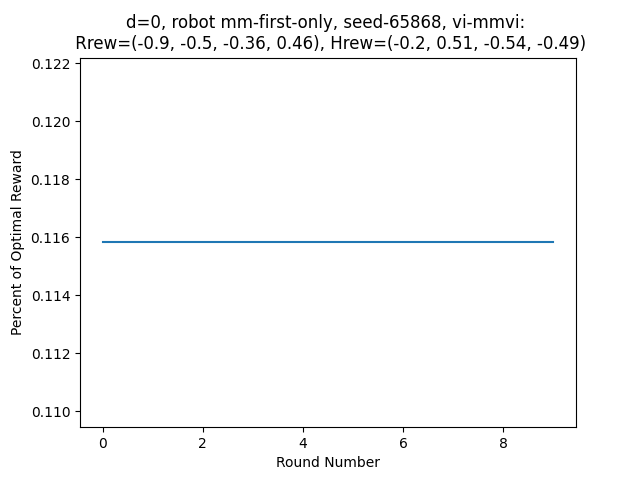 d=0, robot mm-first-only, seed-65868, vi-mmvi:
Rrew=(-0.9, -0.5, -0.36, 0.46), Hrew=(-0.2, 0.51, -0.54, -0.49)
0.122
0.120
0.118
0.116
0.114
0.112
0.110
Percent of Optimal Reward
0 2 4 6 8
Round Number